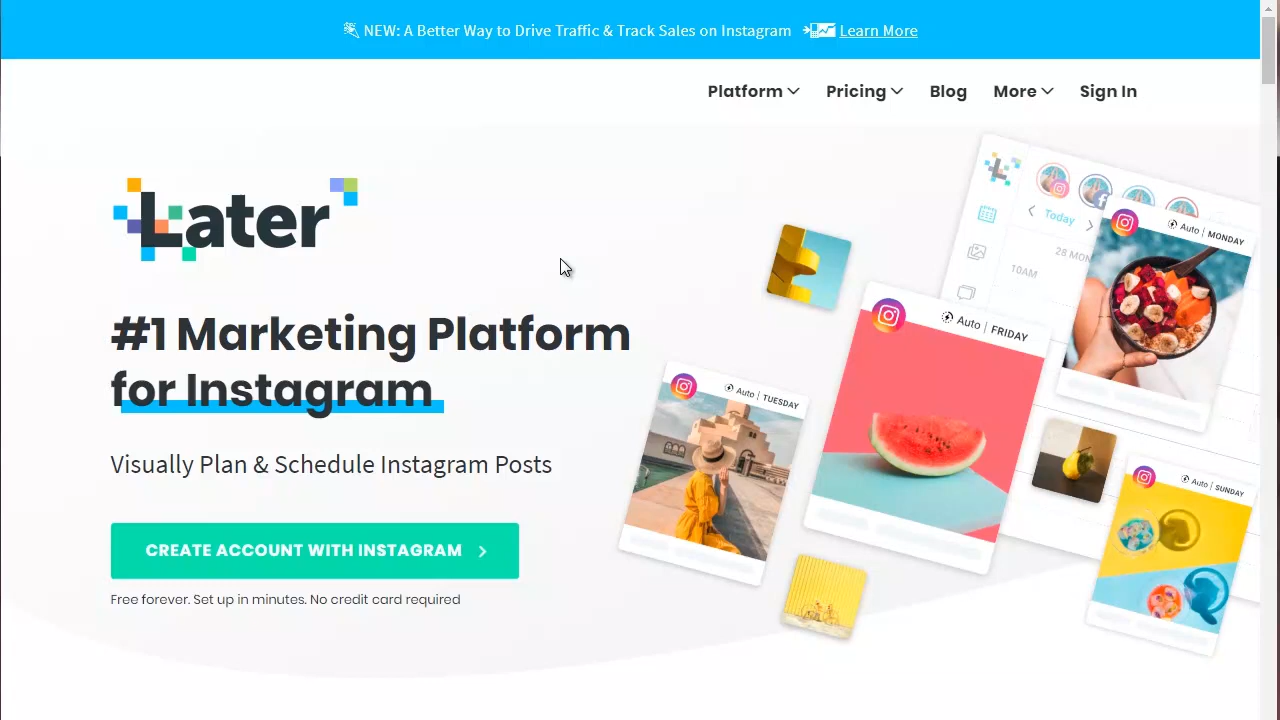 NEW: A Better Way to Drive Traffic & Track Sales on Instagram Learn More
Platform Pricing Blog More Sign In
Later
#1 Marketing Platform
for Instagram
Visually Plan & Schedule Instagram Posts
CREATE ACCOUNT WITH INSTAGRAM
Free forever. Set up in minutes. No credit card required
L
Today
28 MON
10AM
Auto | MONDAY
Auto | FRIDAY
Auto | TUESDAY
Auto | SUNDAY